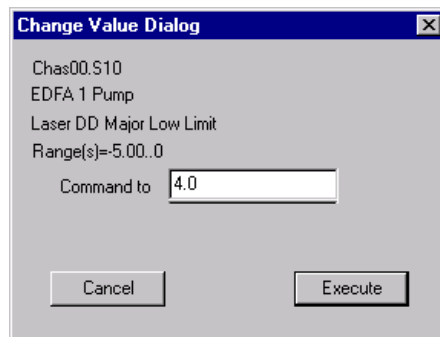 Change Value Dialog
Chas00.S10
EDFA 1 Pump
Laser DD Major Low Limit
Range(s)=-5.00..0
Command to 4.0
Cancel Execute